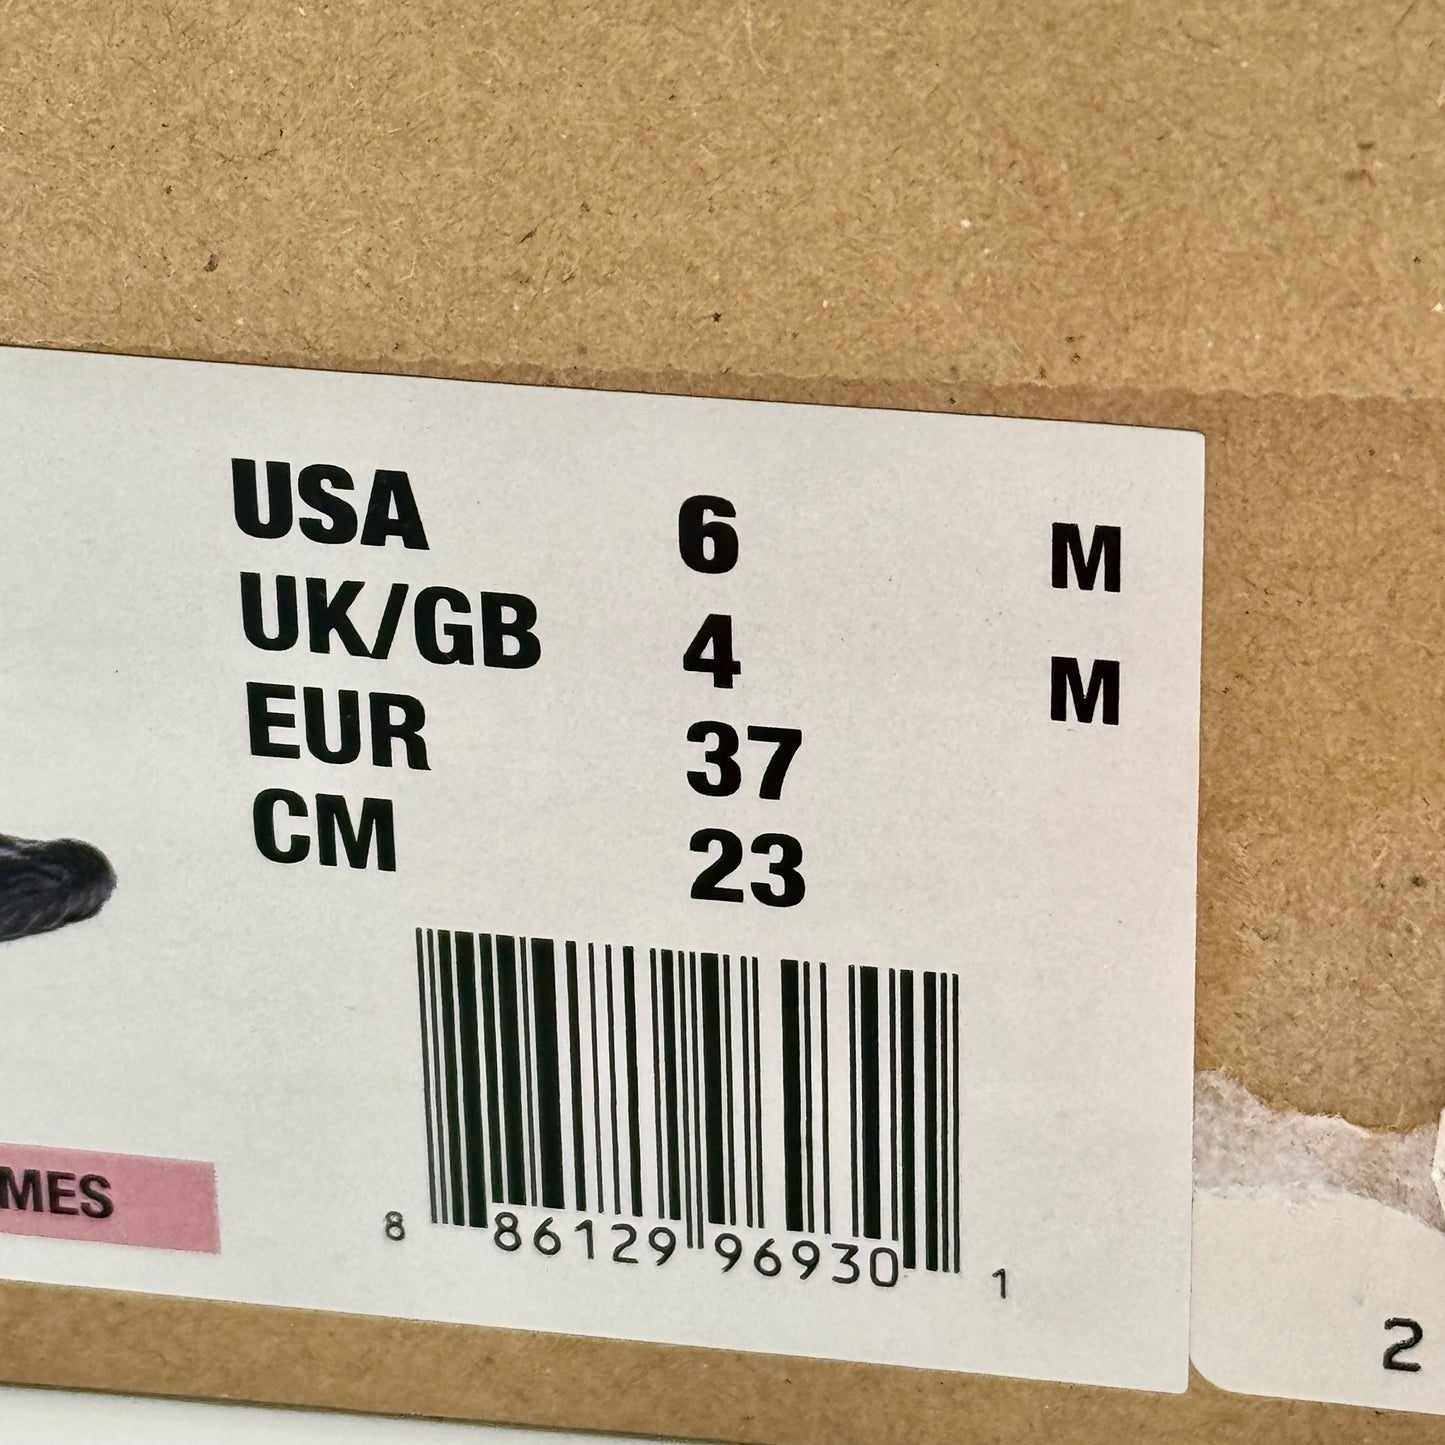 USA 6 M
UK/GB 4 M
EUR 37
CM 23
MES
8 86129 96930 1
2